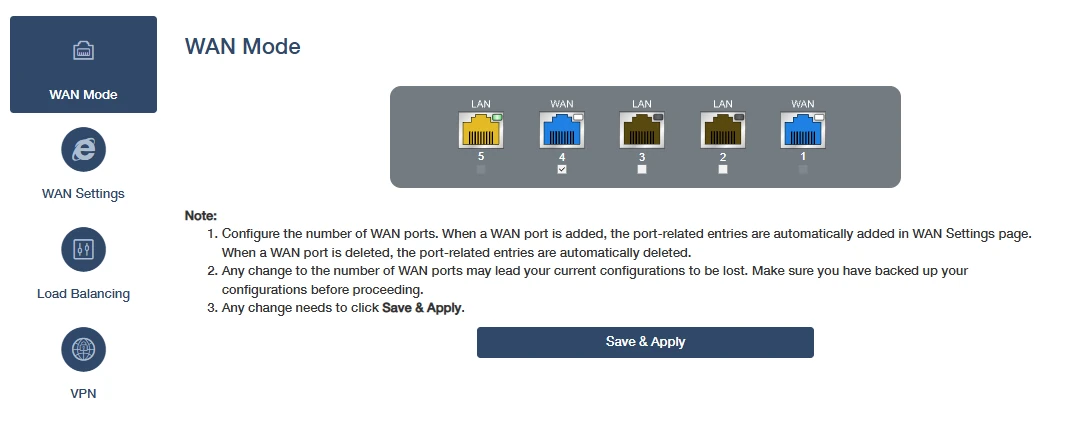 WAN Mode
WAN Mode
LAN WAN LAN LAN WAN
5 4 3 2 1
WAN Settings
Note:
1. Configure the number of WAN ports. When a WAN port is added, the port-related entries are automatically added in WAN Settings page.
When a WAN port is deleted, the port-related entries are automatically deleted.
2. Any change to the number of WAN ports may lead your current configurations to be lost. Make sure you have backed up your
configurations before proceeding.
Load Balancing
3. Any change needs to click Save & Apply.
Save & Apply
VPN